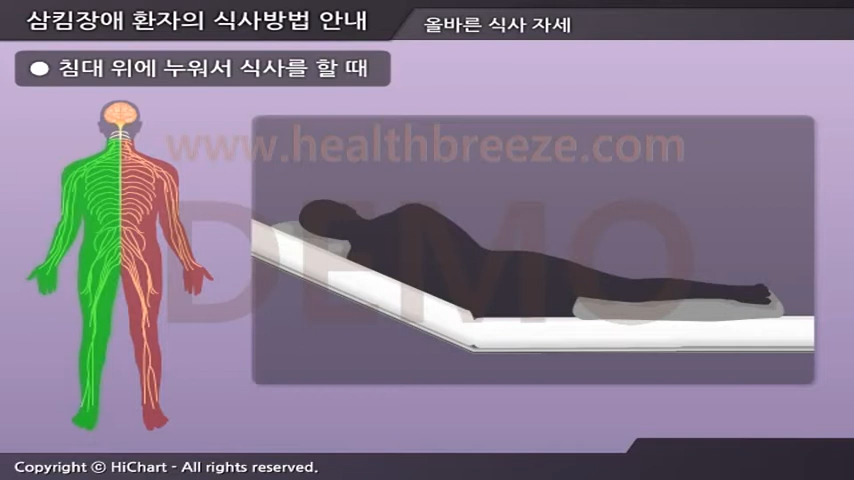 삼킴장애 환자의 식사방법 안내
올바른 식사 자세
● 침대 위에 누워서 식사를 할 때
www.healthbreeze.com
DEMO
Copyright ⓒ HiChart - All rights reserved.